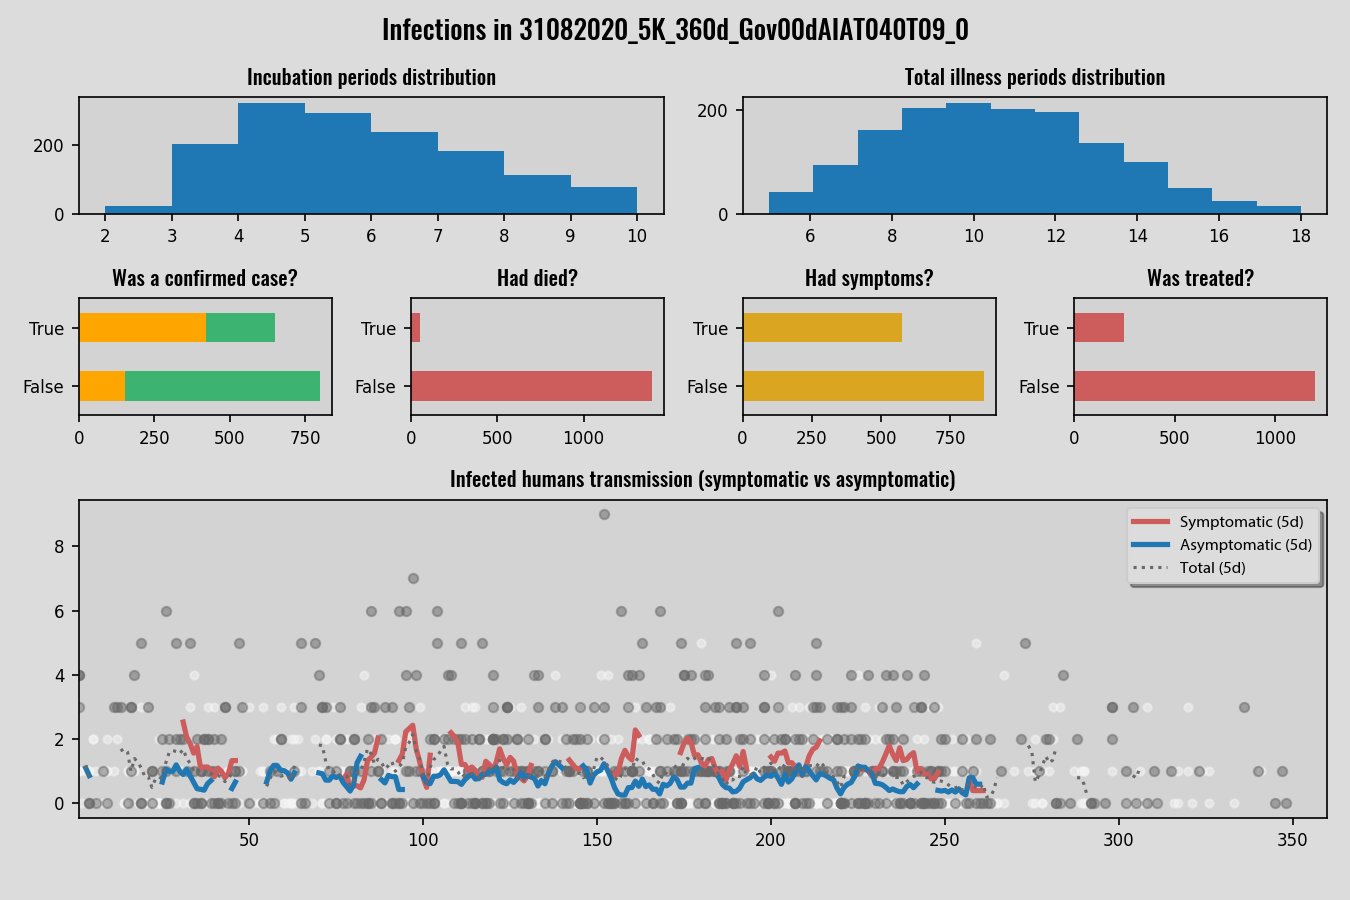 Infections in 31082020_5K_360d_Gov00dAIAT040T09_0
Incubation periods distribution
Total illness periods distribution
200
0
2 3 4 5 6 7 8 9 10
200
0
6 8 10 12 14 16 18
Was a confirmed case?
Had died?
Had symptoms?
Was treated?
True
False
0 250 500 750
True
False
0 500 1000
True
False
0 250 500 750
True
False
0 500 1000
Infected humans transmission (symptomatic vs asymptomatic)
Symptomatic (5d)
Asymptomatic (5d)
Total (5d)
8
6
4
2
0
50 100 150 200 250 300 350